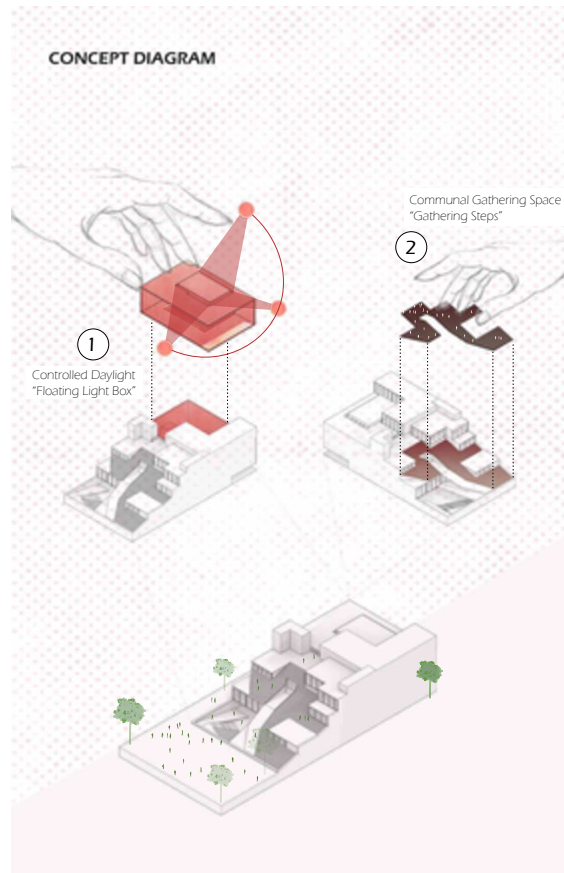 CONCEPT DIAGRAM
Communal Gathering Space
"Gathering Steps"
2
1
Controlled Daylight
"Floating Light Box"